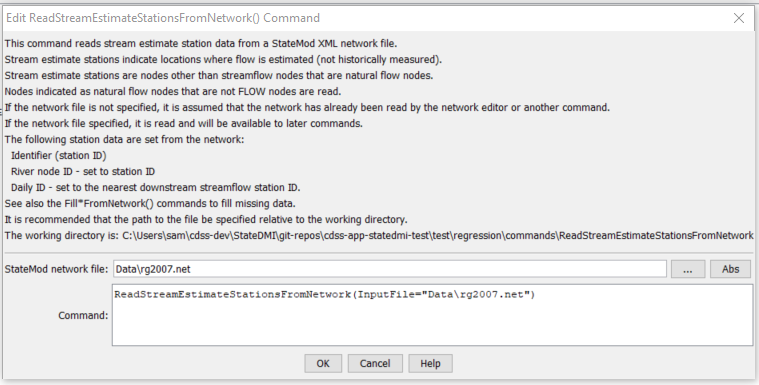 Edit ReadStreamEstimateStationsFromNetwork() Command
This command reads stream estimate station data from a StateMod XML network file.
Stream estimate stations indicate locations where flow is estimated (not historically measured).
Stream estimate stations are nodes other than streamflow nodes that are natural flow nodes.
Nodes indicated as natural flow nodes that are not FLOW nodes are read.
If the network file is not specified, it is assumed that the network has already been read by the network editor or another command.
If the network file specified, it is read and will be available to later commands.
The following station data are set from the network:
Identifier (station ID)
River node ID - set to station ID
Daily ID - set to the nearest downstream streamflow station ID.
See also the Fill*FromNetwork() commands to fill missing data.
It is recommended that the path to the file be specified relative to the working directory.
The working directory is: C:\Users\sam\cdss-dev\StateDMI\git-repos\cdss-app-statedmi-test\test\regression\commands\ReadStreamEstimateStationsFromNetwork
StateMod network file: Data\rg2007.net ... Abs
ReadStreamEstimateStationsFromNetwork(InputFile="Data\rg2007.net")
Command:
OK Cancel Help